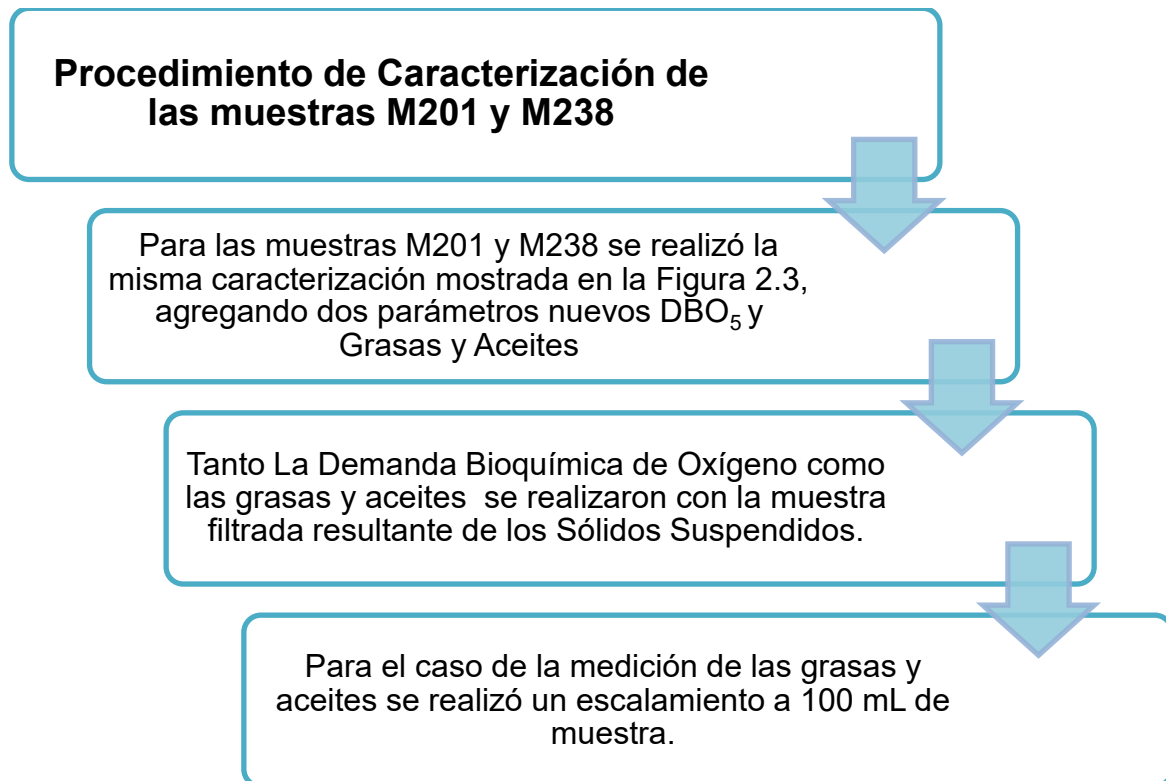 Procedimiento de Caracterización de
las muestras M201 y M238
Para las muestras M201 y M238 se realizó la
misma caracterización mostrada en la Figura 2.3,
agregando dos parámetros nuevos DBO₅ y
Grasas y Aceites
Tanto La Demanda Bioquímica de Oxígeno como
las grasas y aceites se realizaron con la muestra
filtrada resultante de los Sólidos Suspendidos.
Para el caso de la medición de las grasas y
aceites se realizó un escalamiento a 100 mL de
muestra.